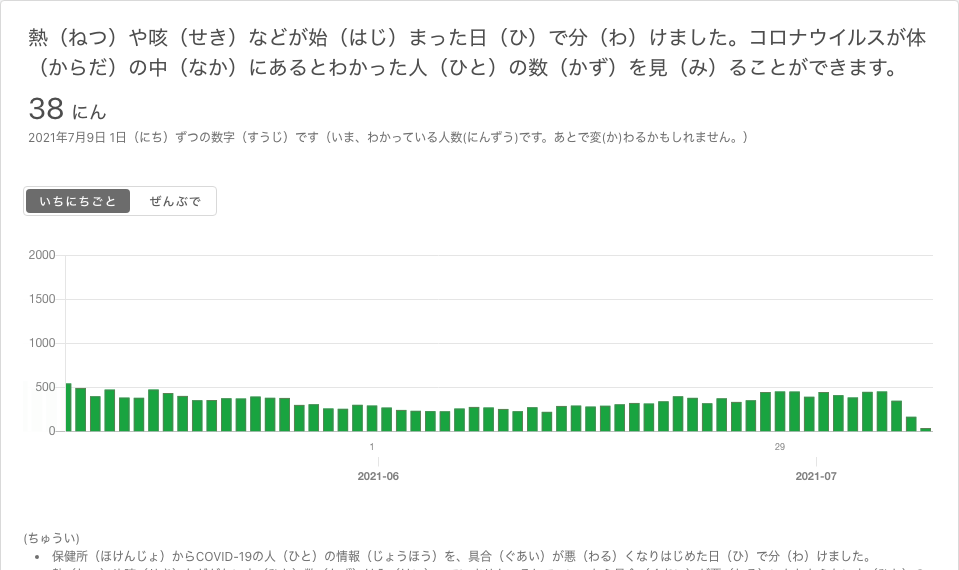 熱（ねつ）や咳（せき）などが始（はじ）まった日（ひ）で分（わ）けました。コロナウイルスが体
（からだ）の中（なか）にあるとわかった人（ひと）の数（かず）を見（み）ることができます。
38 にん
2021年7月9日 1日（にち）ずつの数字（すうじ）です（いま、わかっている人数(にんずう)です。あとで変(か)わるかもしれません。）
いちにちごと ぜんぶで
2000
1500
1000
500
0
1 29
2021-06 2021-07
(ちゅうい)
• 保健所（ほけんじょ）からCOVID-19の人（ひと）の情報（じょうほう）を、具合（ぐあい）が悪（わる）くなりはじめた日（ひ）で分（わ）けました。